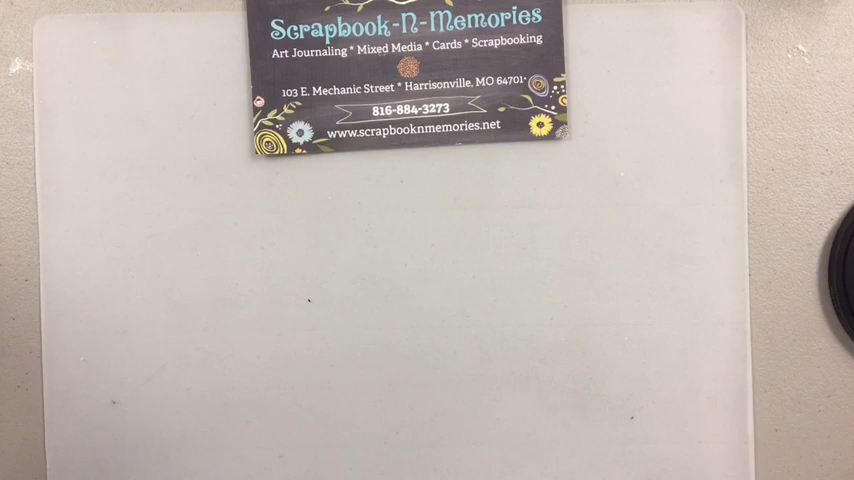 Scrapbook-N-Memories
Art Journaling * Mixed Media * Cards * Scrapbooking
103 E. Mechanic Street * Harrisonville, MO 64701
816-884-3273
www.scrapbooknmemories.net